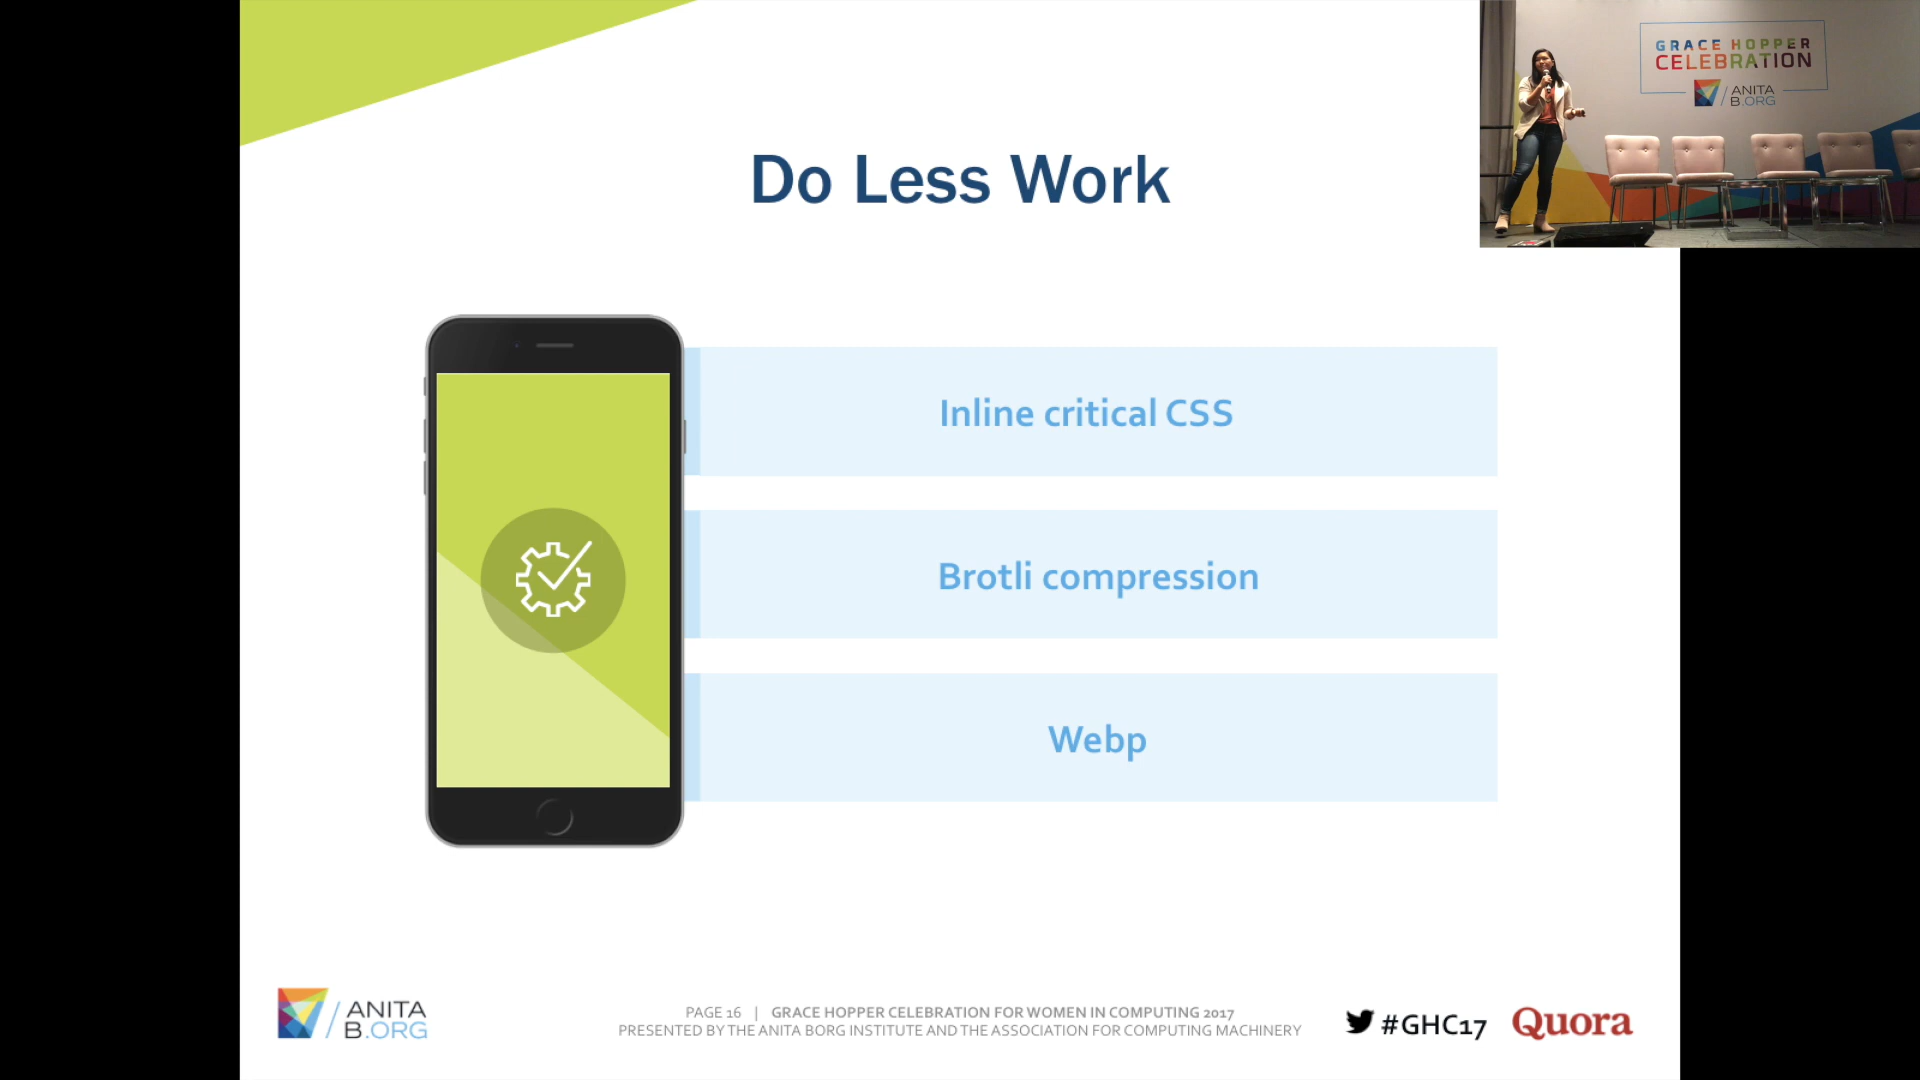 Do Less Work
GRACE HOPPER
CELEBRATION
ANITA
B.ORG
Inline critical CSS
Brotli compression
Webp
ANITA
B.ORG
PAGE 16 | GRACE HOPPER CELEBRATION FOR WOMEN IN COMPUTING 2017
PRESENTED BY THE ANITA BORG INSTITUTE AND THE ASSOCIATION FOR COMPUTING MACHINERY
#GHC17
Quora